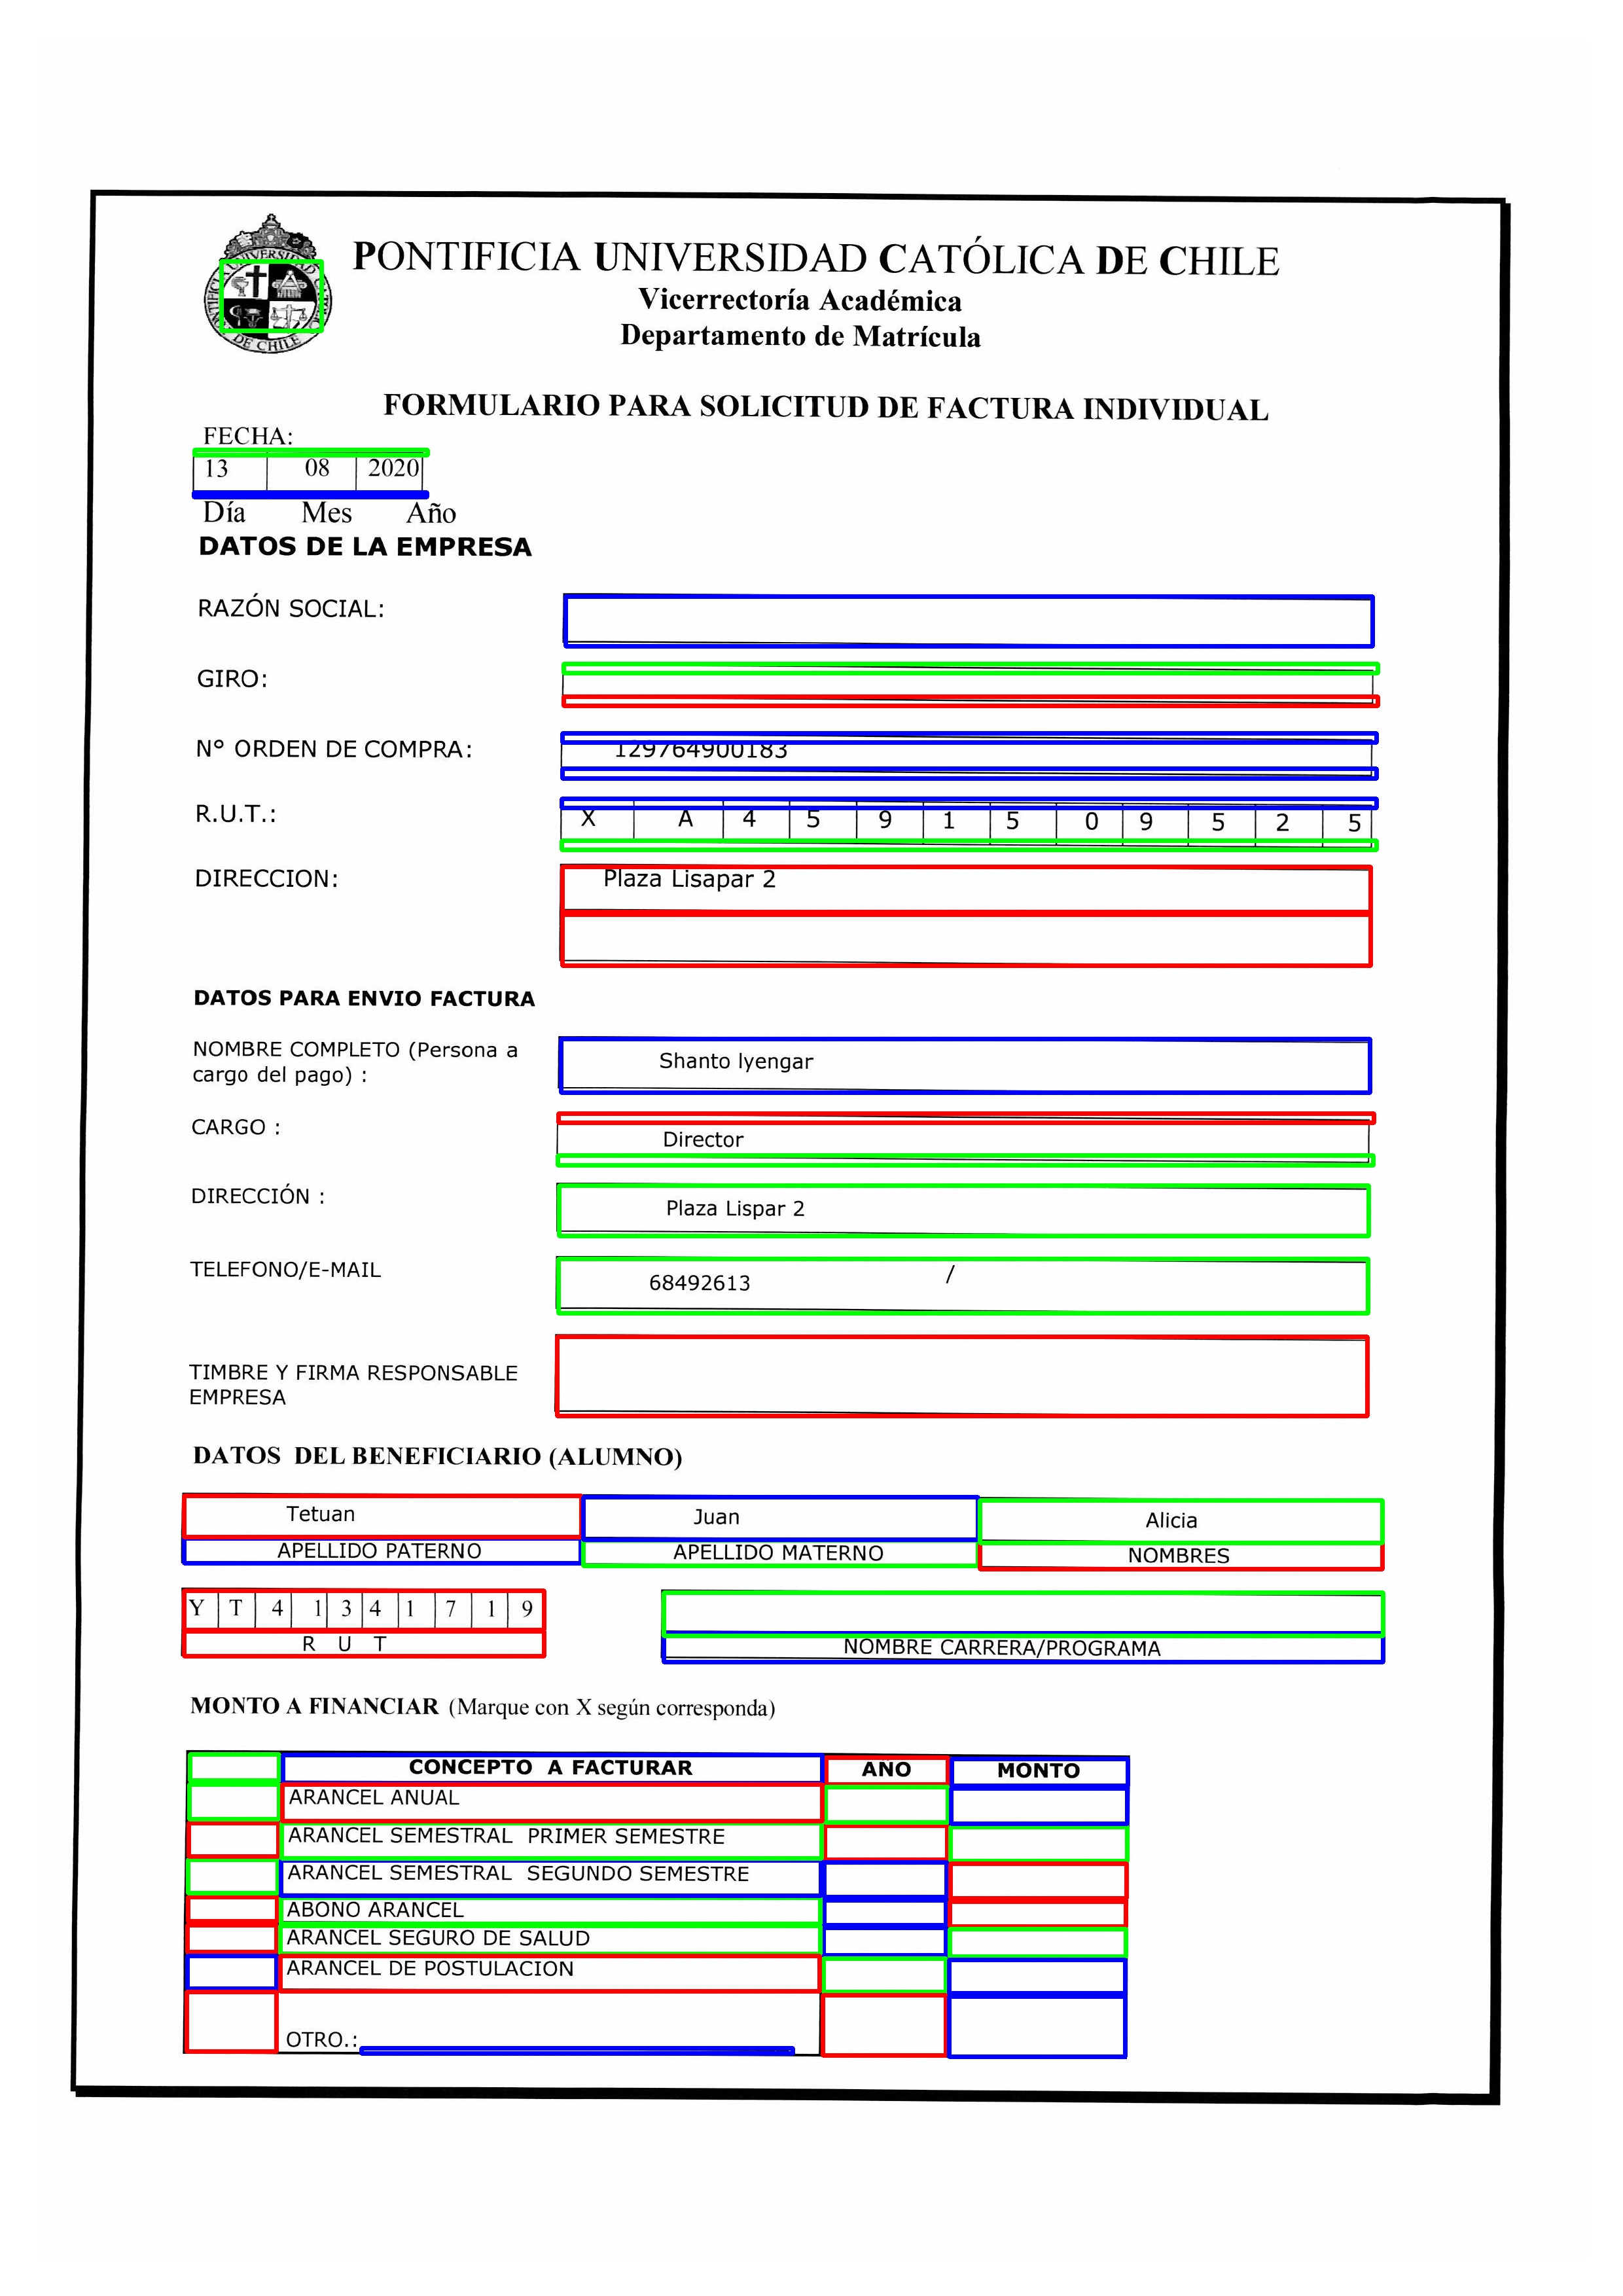 PONTIFICIA UNIVERSIDAD CATÓLICA DE CHILE
Vicerrectoría Académica
Departamento de Matrícula
FORMULARIO PARA SOLICITUD DE FACTURA INDIVIDUAL
FECHA:
13 08 2020
Día Mes Año
DATOS DE LA EMPRESA
RAZÓN SOCIAL:
GIRO:
N° ORDEN DE COMPRA: 129764900183
R.U.T.: X A 4 5 9 1 5 0 9 5 2 5
DIRECCION: Plaza Lisapar 2
DATOS PARA ENVIO FACTURA
NOMBRE COMPLETO (Persona a
cargo del pago) : Shanto lyengar
CARGO : Director
DIRECCIÓN : Plaza Lispar 2
TELEFONO/E-MAIL 68492613 /
TIMBRE Y FIRMA RESPONSABLE
EMPRESA
DATOS DEL BENEFICIARIO (ALUMNO)
Tetuan Juan Alicia
APELLIDO PATERNO APELLIDO MATERNO NOMBRES
Y T 4 1 3 4 1 7 1 9
R U T NOMBRE CARRERA/PROGRAMA
MONTO A FINANCIAR (Marque con X según corresponda)
CONCEPTO A FACTURAR ANO MONTO
ARANCEL ANUAL
ARANCEL SEMESTRAL PRIMER SEMESTRE
ARANCEL SEMESTRAL SEGUNDO SEMESTRE
ABONO ARANCEL
ARANCEL SEGURO DE SALUD
ARANCEL DE POSTULACION
OTRO.: